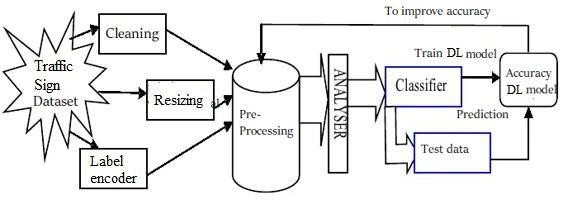 To improve accuracy
Cleaning
Traffic
Sign
Dataset
Resizing
Label
encoder
Pre-
Processing
ANALYSER
Train DL model
Classifier
Prediction
Test data
Accuracy
DL model